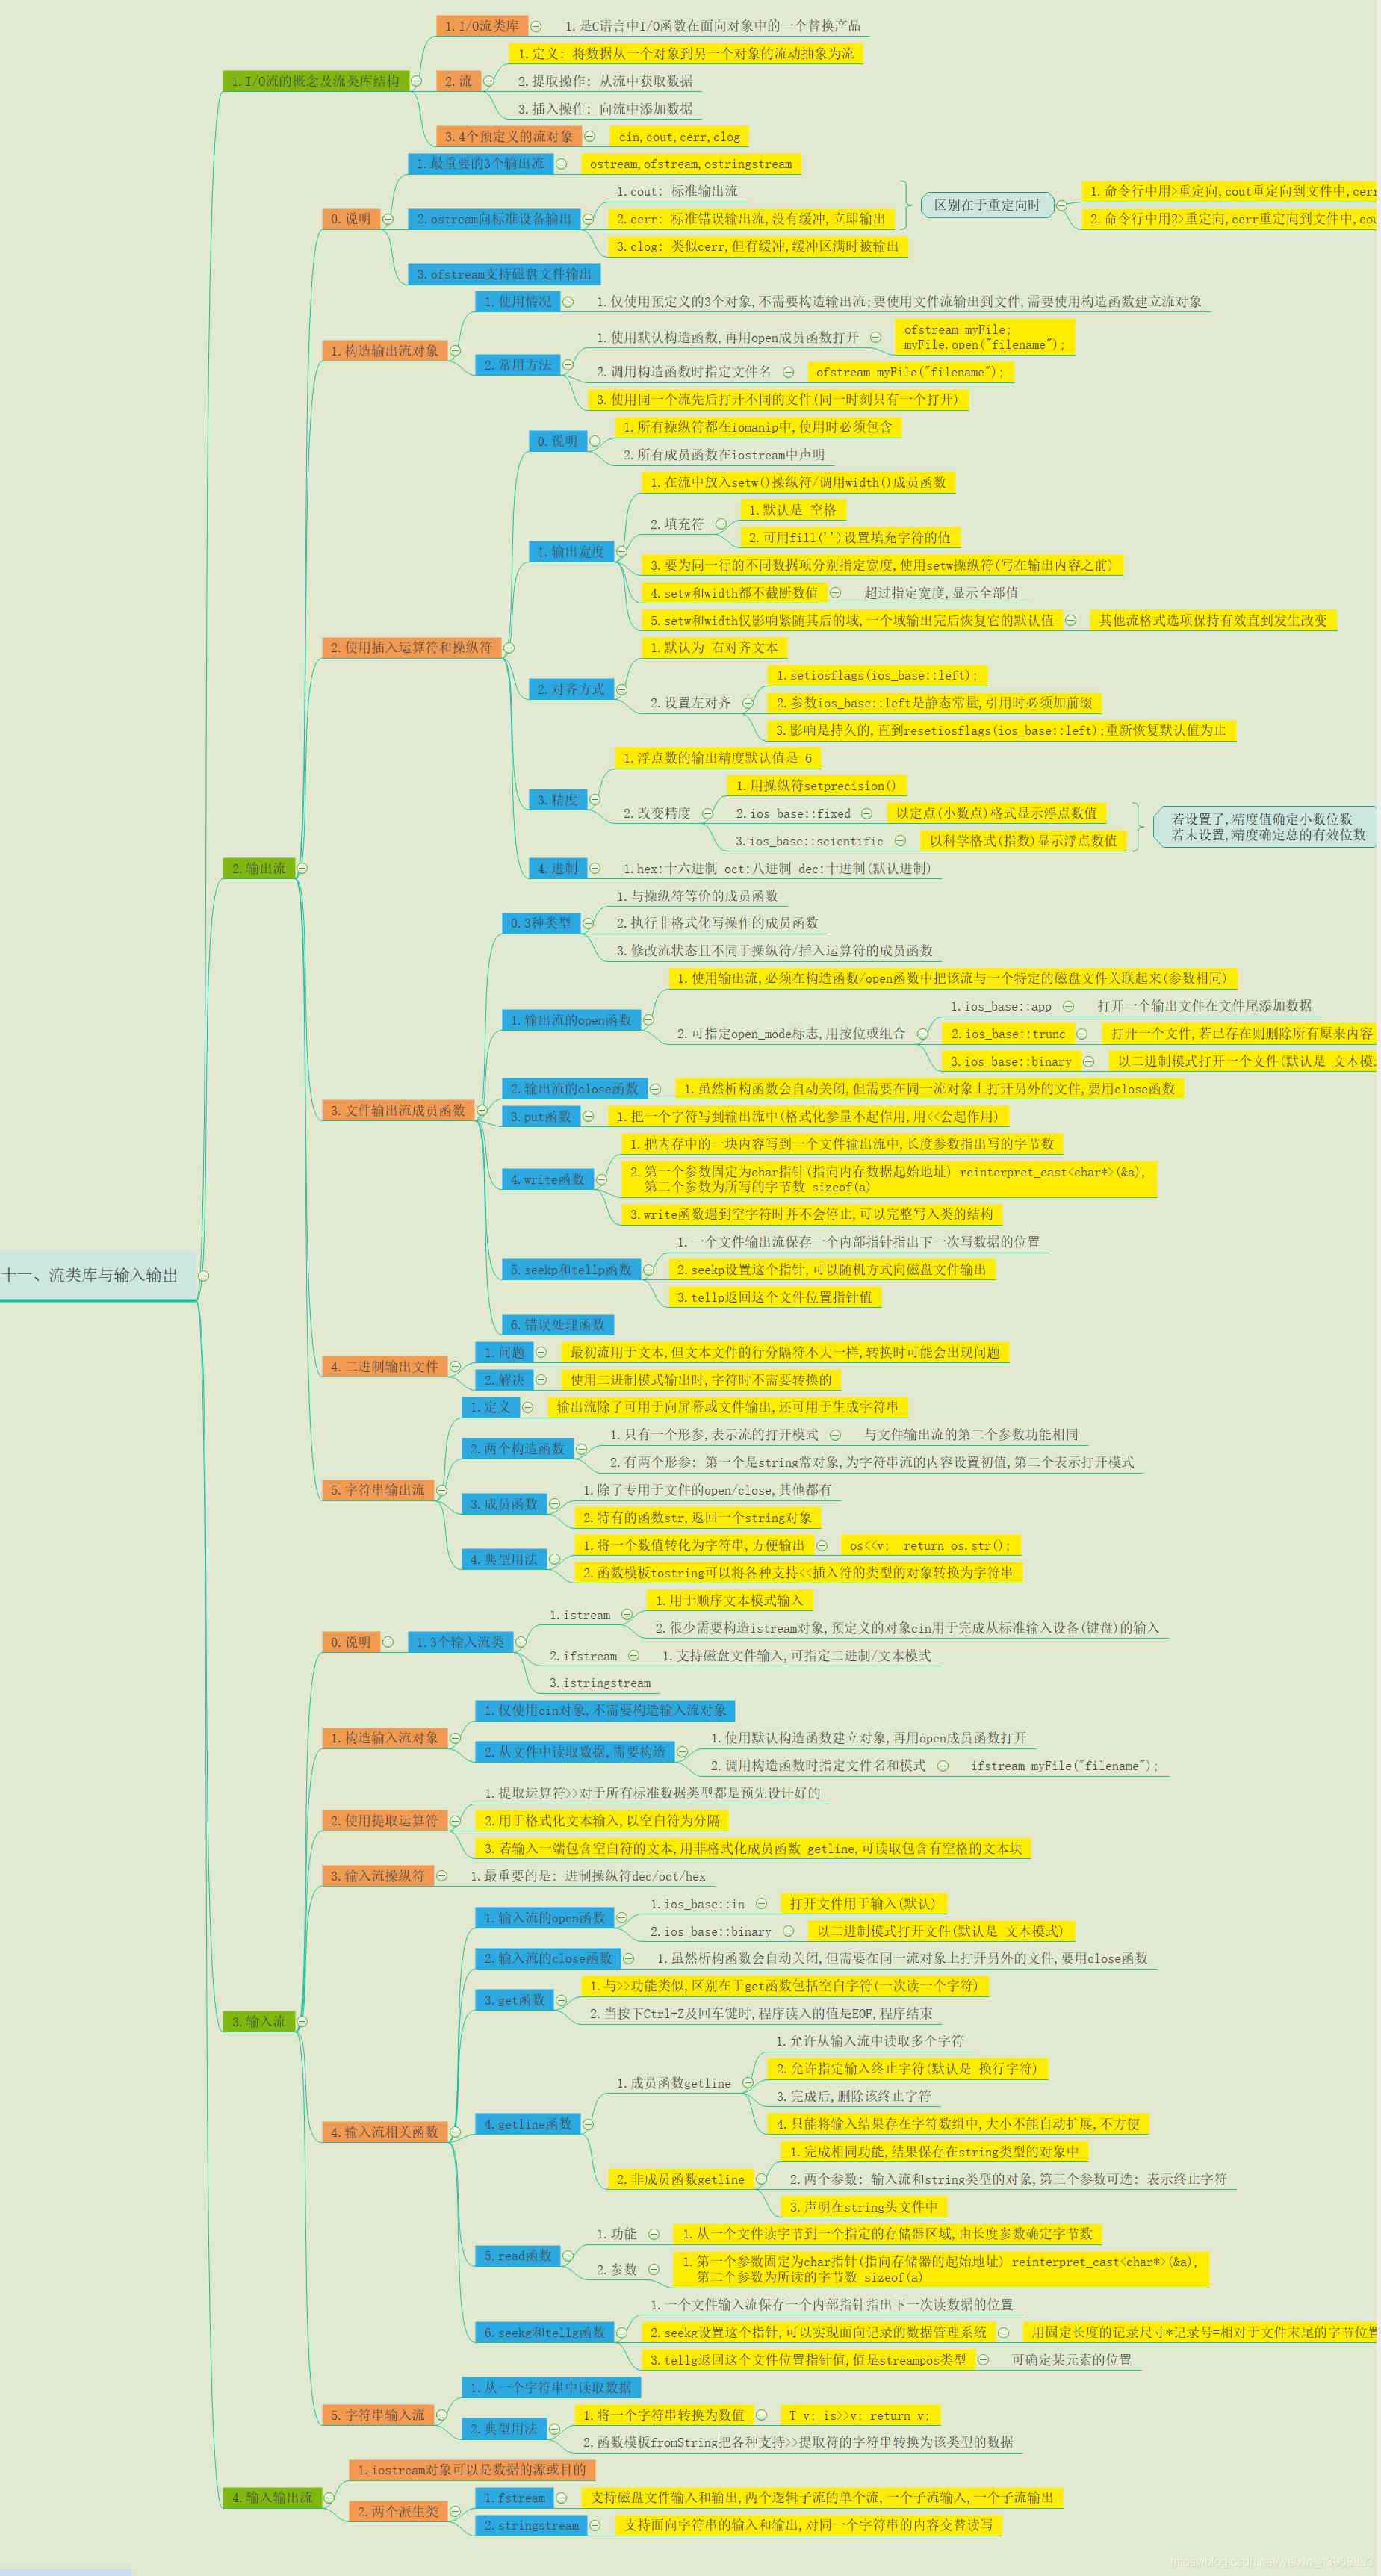 十一、流类库与输入输出
1.I/O流的概念及流类库结构
1.I/O流类库
1.是C语言中I/O函数在面向对象中的一个替换产品
2.流
1.定义: 将数据从一个对象到另一个对象的流动抽象为流
2.提取操作: 从流中获取数据
3.插入操作: 向流中添加数据
3.4个预定义的流对象
cin,cout,cerr,clog
2.输出流
0.说明
1.最重要的3个输出流
ostream,ofstream,ostringstream
2.ostream向标准设备输出
1.cout: 标准输出流
2.cerr: 标准错误输出流,没有缓冲,立即输出
3.clog: 类似cerr,但有缓冲,缓冲区满时被输出
区别在于重定向时
1.命令行中用>重定向,cout重定向到文件中,cerr
2.命令行中用2>重定向,cerr重定向到文件中,cou
3.ofstream支持磁盘文件输出
1.构造输出流对象
1.使用情况
1.仅使用预定义的3个对象,不需要构造输出流;要使用文件流输出到文件,需要使用构造函数建立流对象
2.常用方法
1.使用默认构造函数,再用open成员函数打开
ofstream myFile;
myFile.open("filename");
2.调用构造函数时指定文件名
ofstream myFile("filename");
3.使用同一个流先后打开不同的文件(同一时刻只有一个打开)
2.使用插入运算符和操纵符
0.说明
1.所有操纵符都在iomanip中,使用时必须包含
2.所有成员函数在iostream中声明
1.输出宽度
1.在流中放入setw()操纵符/调用width()成员函数
2.填充符
1.默认是 空格
2.可用fill('')设置填充字符的值
3.要为同一行的不同数据项分别指定宽度,使用setw操纵符(写在输出内容之前)
4.setw和width都不截断数值
超过指定宽度,显示全部值
5.setw和width仅影响紧随其后的域,一个域输出完后恢复它的默认值
其他流格式选项保持有效直到发生改变
2.对齐方式
1.默认为 右对齐文本
2.设置左对齐
1.setiosflags(ios_base::left);
2.参数ios_base::left是静态常量,引用时必须加前缀
3.影响是持久的,直到resetiosflags(ios_base::left);重新恢复默认值为止
3.精度
1.浮点数的输出精度默认值是 6
2.改变精度
1.用操纵符setprecision()
2.ios_base::fixed
以定点(小数点)格式显示浮点数值
3.ios_base::scientific
以科学格式(指数)显示浮点数值
若设置了,精度值确定小数位数
若未设置,精度确定总的有效位数
4.进制
1.hex:十六进制 oct:八进制 dec:十进制(默认进制)
3.文件输出流成员函数
0.3种类型
1.与操纵符等价的成员函数
2.执行非格式化写操作的成员函数
3.修改流状态且不同于操纵符/插入运算符的成员函数
1.输出流的open函数
1.使用输出流,必须在构造函数/open函数中把该流与一个特定的磁盘文件关联起来(参数相同)
2.可指定open_mode标志,用按位或组合
1.ios_base::app
打开一个输出文件在文件尾添加数据
2.ios_base::trunc
打开一个文件,若已存在则删除所有原来内容
3.ios_base::binary
以二进制模式打开一个文件(默认是 文本模
2.输出流的close函数
1.虽然析构函数会自动关闭,但需要在同一流对象上打开另外的文件,要用close函数
3.put函数
1.把一个字符写到输出流中(格式化参量不起作用,用<<会起作用)
4.write函数
1.把内存中的一块内容写到一个文件输出流中,长度参数指出写的字节数
2.第一个参数固定为char指针(指向内存数据起始地址) reinterpret_cast<char*>(&a),
第二个参数为所写的字节数 sizeof(a)
3.write函数遇到空字符时并不会停止,可以完整写入类的结构
5.seekp和tellp函数
1.一个文件输出流保存一个内部指针指出下一次写数据的位置
2.seekp设置这个指针,可以随机方式向磁盘文件输出
3.tellp返回这个文件位置指针值
6.错误处理函数
4.二进制输出文件
1.问题
最初流用于文本,但文本文件的行分隔符不大一样,转换时可能会出现问题
2.解决
使用二进制模式输出时,字符时不需要转换的
5.字符串输出流
1.定义
输出流除了可用于向屏幕或文件输出,还可用于生成字符串
2.两个构造函数
1.只有一个形参,表示流的打开模式
与文件输出流的第二个参数功能相同
2.有两个形参: 第一个是string常对象,为字符串流的内容设置初值,第二个表示打开模式
3.成员函数
1.除了专用于文件的open/close,其他都有
2.特有的函数str,返回一个string对象
4.典型用法
1.将一个数值转化为字符串,方便输出
os<<v;  return os.str();
2.函数模板tostring可以将各种支持<<插入符的类型的对象转换为字符串
3.输入流
0.说明
1.3个输入流类
1.istream
1.用于顺序文本模式输入
2.很少需要构造istream对象,预定义的对象cin用于完成从标准输入设备(键盘)的输入
2.ifstream
1.支持磁盘文件输入,可指定二进制/文本模式
3.istringstream
1.构造输入流对象
1.仅使用cin对象,不需要构造输入流对象
2.从文件中读取数据,需要构造
1.使用默认构造函数建立对象,再用open成员函数打开
2.调用构造函数时指定文件名和模式
ifstream myFile("filename");
2.使用提取运算符
1.提取运算符>>对于所有标准数据类型都是预先设计好的
2.用于格式化文本输入,以空白符为分隔
3.若输入一端包含空白符的文本,用非格式化成员函数 getline,可读取包含有空格的文本块
3.输入流操纵符
1.最重要的是: 进制操纵符dec/oct/hex
4.输入流相关函数
1.输入流的open函数
1.ios_base::in
打开文件用于输入(默认)
2.ios_base::binary
以二进制模式打开文件(默认是 文本模式)
2.输入流的close函数
1.虽然析构函数会自动关闭,但需要在同一流对象上打开另外的文件,要用close函数
3.get函数
1.与>>功能类似,区别在于get函数包括空白字符(一次读一个字符)
2.当按下Ctrl+Z及回车键时,程序读入的值是EOF,程序结束
4.getline函数
1.成员函数getline
1.允许从输入流中读取多个字符
2.允许指定输入终止字符(默认是 换行字符)
3.完成后,删除该终止字符
4.只能将输入结果存在字符数组中,大小不能自动扩展,不方便
2.非成员函数getline
1.完成相同功能,结果保存在string类型的对象中
2.两个参数: 输入流和string类型的对象,第三个参数可选: 表示终止字符
3.声明在string头文件中
5.read函数
1.功能
1.从一个文件读字节到一个指定的存储器区域,由长度参数确定字节数
2.参数
1.第一个参数固定为char指针(指向存储器的起始地址) reinterpret_cast<char*>(&a),
第二个参数为所读的字节数 sizeof(a)
6.seekg和tellg函数
1.一个文件输入流保存一个内部指针指出下一次读数据的位置
2.seekg设置这个指针,可以实现面向记录的数据管理系统
用固定长度的记录尺寸*记录号=相对于文件末尾的字节位置
3.tellg返回这个文件位置指针值,值是streampos类型
可确定某元素的位置
5.字符串输入流
1.从一个字符串中读取数据
2.典型用法
1.将一个字符串转换为数值
T v; is>>v; return v;
2.函数模板fromString把各种支持>>提取符的字符串转换为该类型的数据
4.输入输出流
1.iostream对象可以是数据的源或目的
2.两个派生类
1.fstream
支持磁盘文件输入和输出,两个逻辑子流的单个流,一个子流输入,一个子流输出
2.stringstream
支持面向字符串的输入和输出,对同一个字符串的内容交替读写